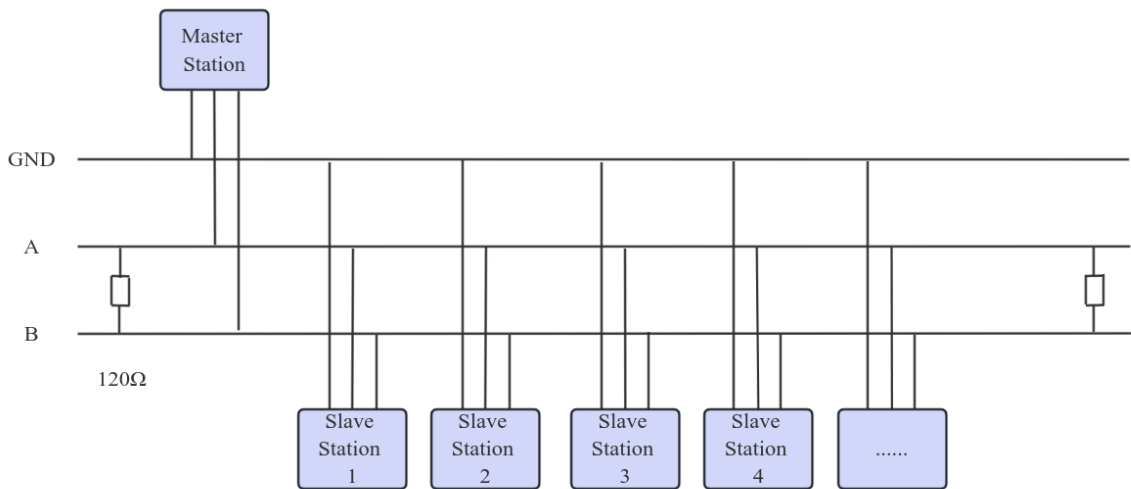 Master
Station
GND
A
B
120Ω
Slave
Station
1
Slave
Station
2
Slave
Station
3
Slave
Station
4
......